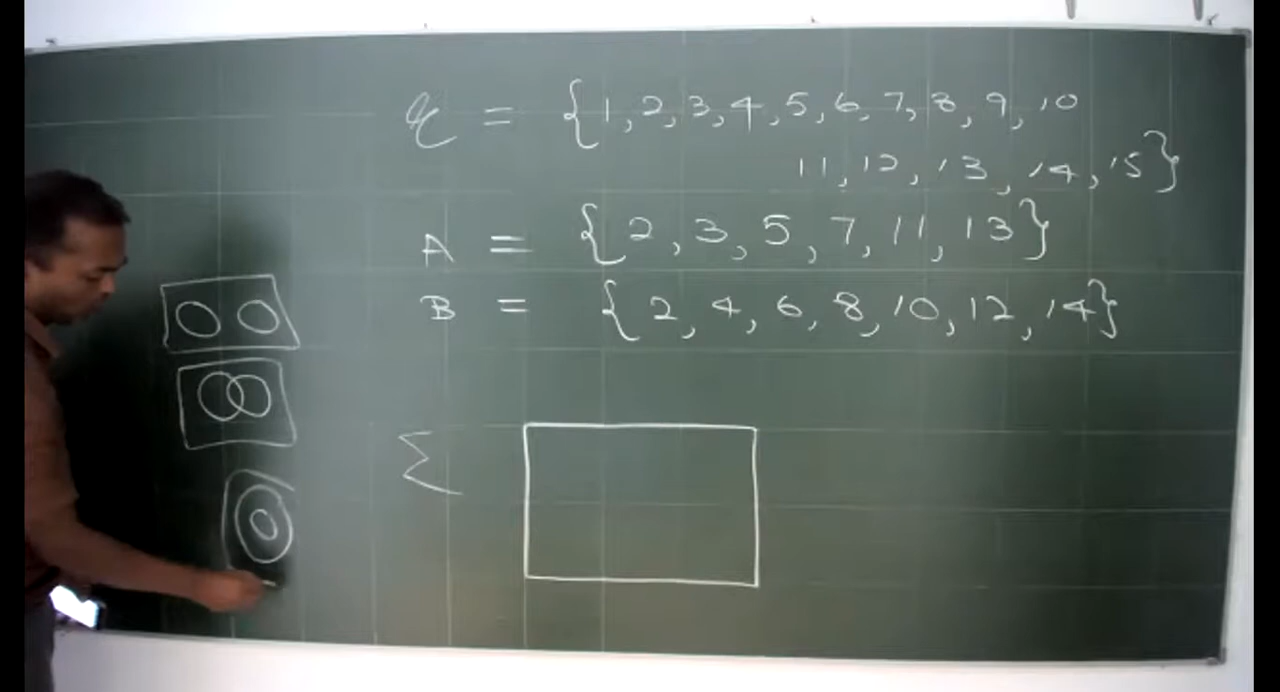 ℰ = {1, 2, 3, 4, 5, 6, 7, 8, 9, 10
11, 12, 13, 14, 15}
A = {2, 3, 5, 7, 11, 13}
B = {2, 4, 6, 8, 10, 12, 14}
Σ